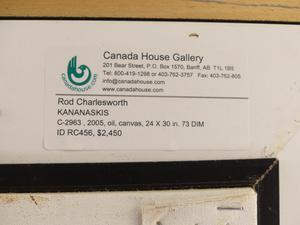 Canada House Gallery
201 Bear Street, P.O. Box 1570, Banff, AB T1L 1B5
Tel: 800-419-1298 or 403-762-3757 Fax: 403-762-805
info@canadahouse.com
www.canadahouse.com
canadahouse.com
Rod Charlesworth
KANANASKIS
C-2963 , 2005, oil, canvas, 24 X 30 in. 73 DIM
ID RC456, $2,450